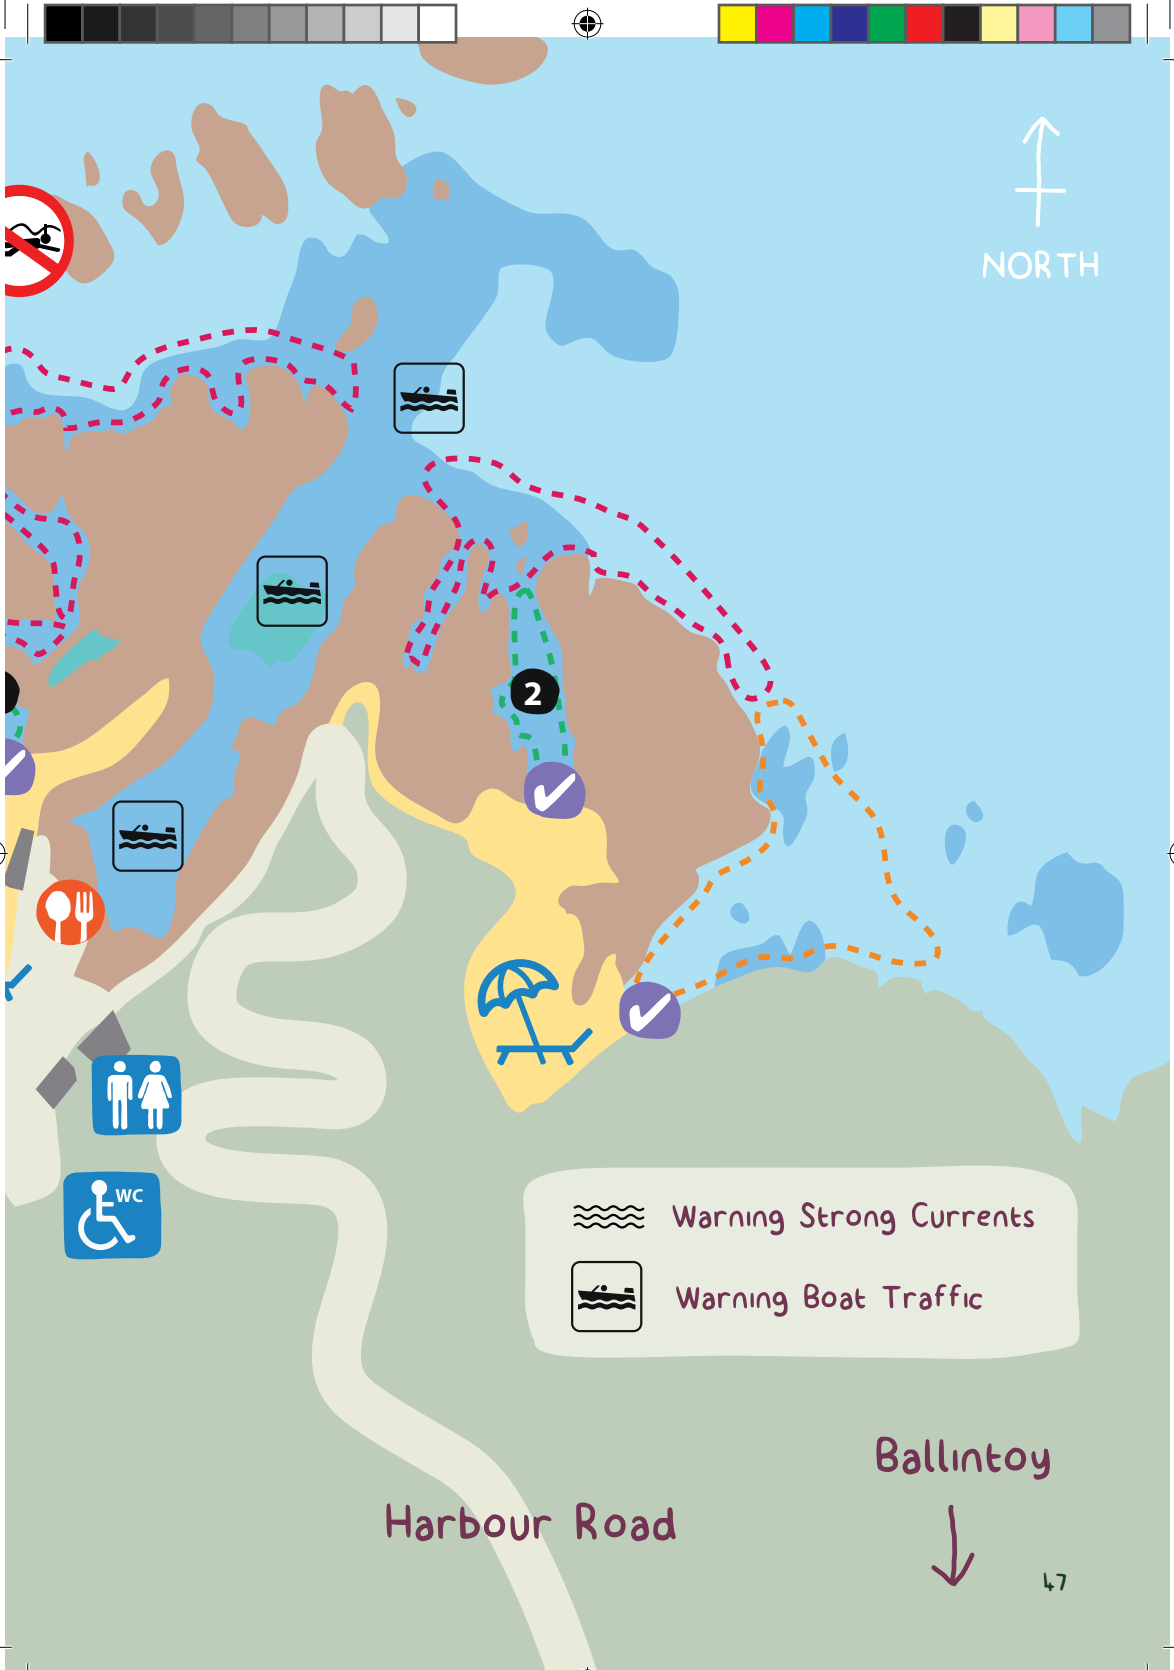 NORTH
2
WC
Warning Strong Currents
Warning Boat Traffic
Ballintoy
Harbour Road
47